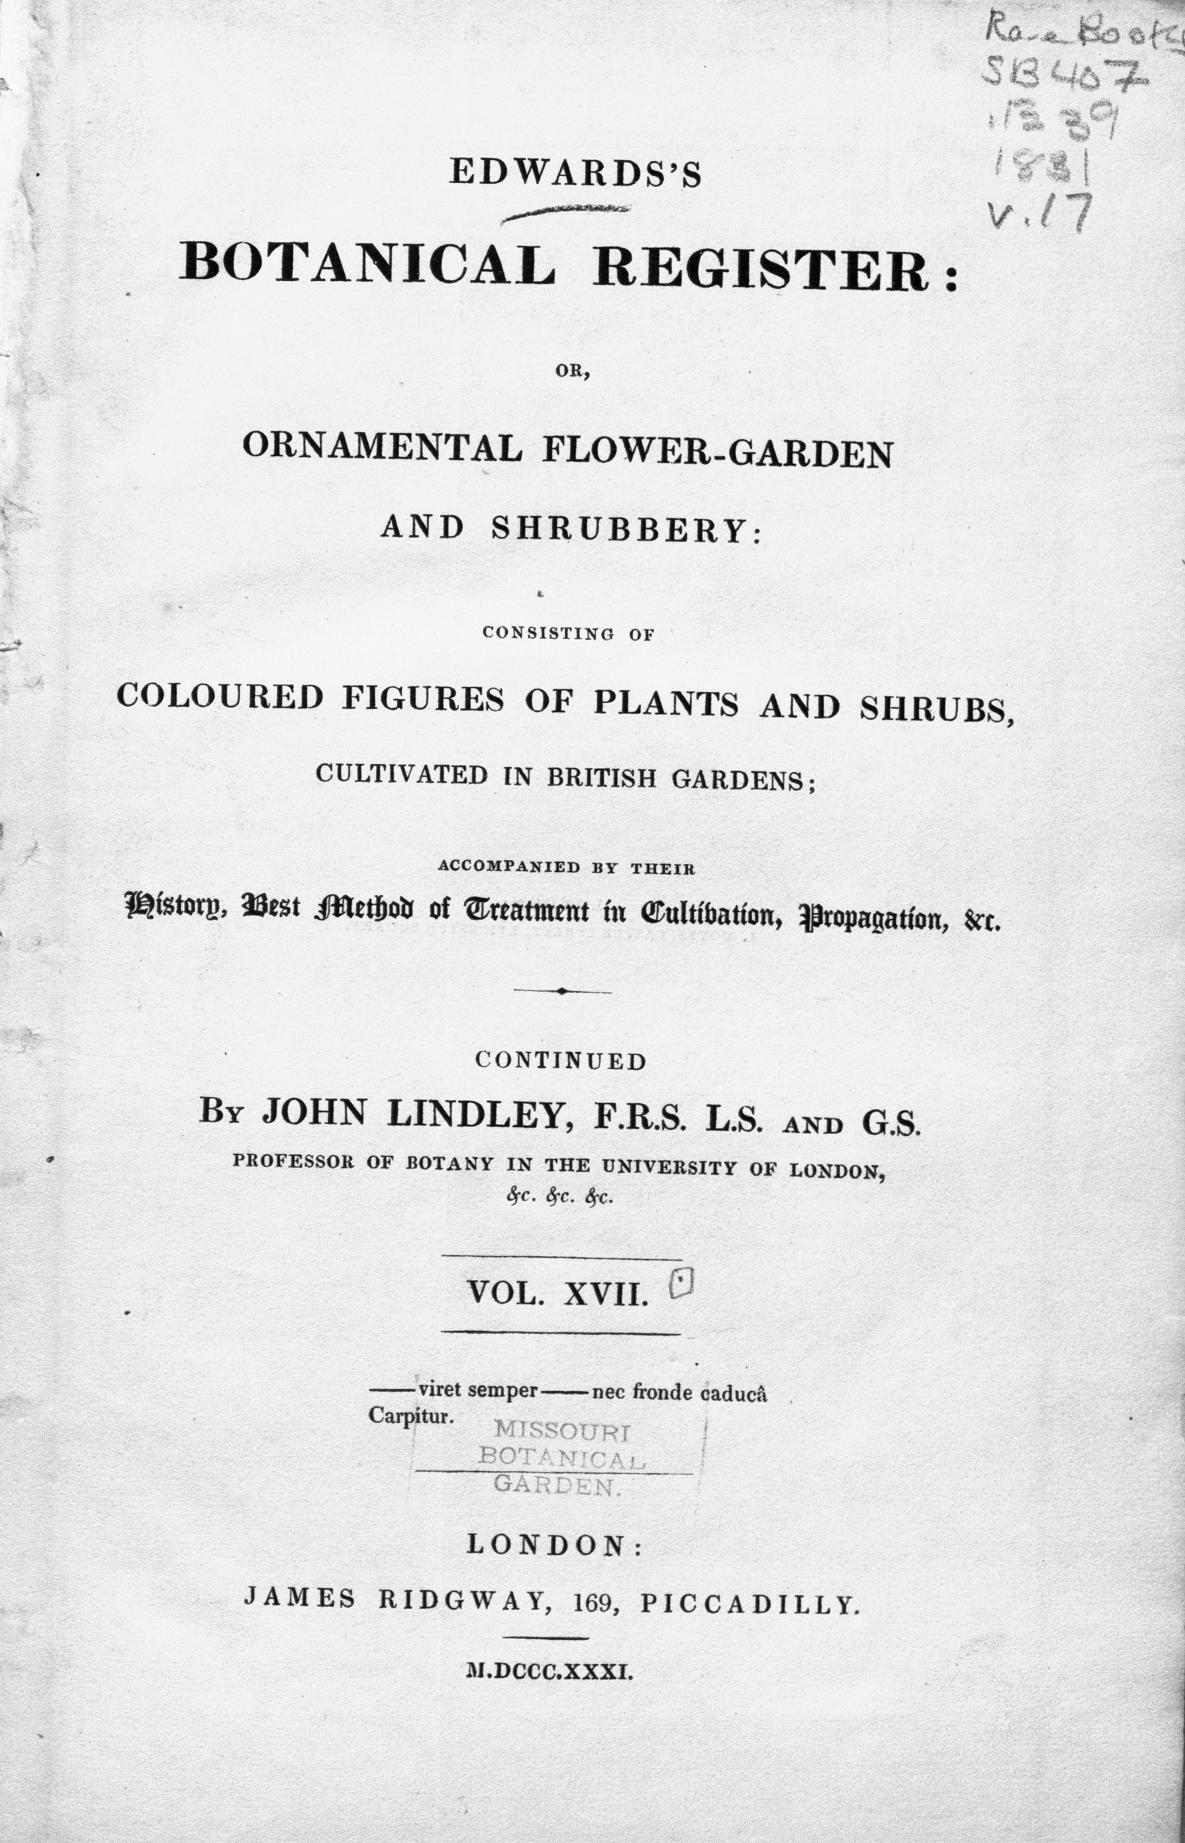 Rare Books
SB407
.B39
1831
v.17
EDWARDS'S
BOTANICAL REGISTER:
OR,
ORNAMENTAL FLOWER-GARDEN
AND SHRUBBERY:
CONSISTING OF
COLOURED FIGURES OF PLANTS AND SHRUBS,
CULTIVATED IN BRITISH GARDENS;
ACCOMPANIED BY THEIR
History, Best Method of Treatment in Cultivation, Propagation, &c.
CONTINUED
BY JOHN LINDLEY, F.R.S. L.S. AND G.S.
PROFESSOR OF BOTANY IN THE UNIVERSITY OF LONDON,
&c. &c. &c.
VOL. XVII.
——viret semper——nec fronde caducâ
Carpitur.
MISSOURI
BOTANICAL
GARDEN.
LONDON:
JAMES RIDGWAY, 169, PICCADILLY.
M.DCCC.XXXI.